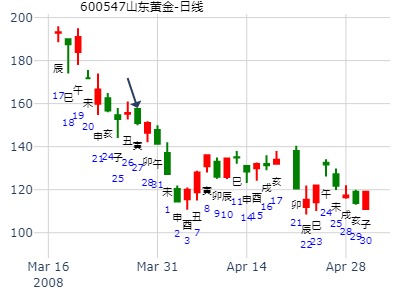 600547山东黄金-日线
200
180
160
140
120
100
辰
17
巳
18
午
19
未
20
申
21
亥
24
子
25
丑
26
寅
27
卯
28
午
31
未
1
申
2
酉
3
丑
7
寅
8
卯
9
辰
10
巳
11
申
14
酉
15
戌
16
亥
17
卯
21
辰
22
巳
23
午
24
未
25
戌
28
亥
29
子
30
Mar 16
2008
Mar 31
Apr 14
Apr 28